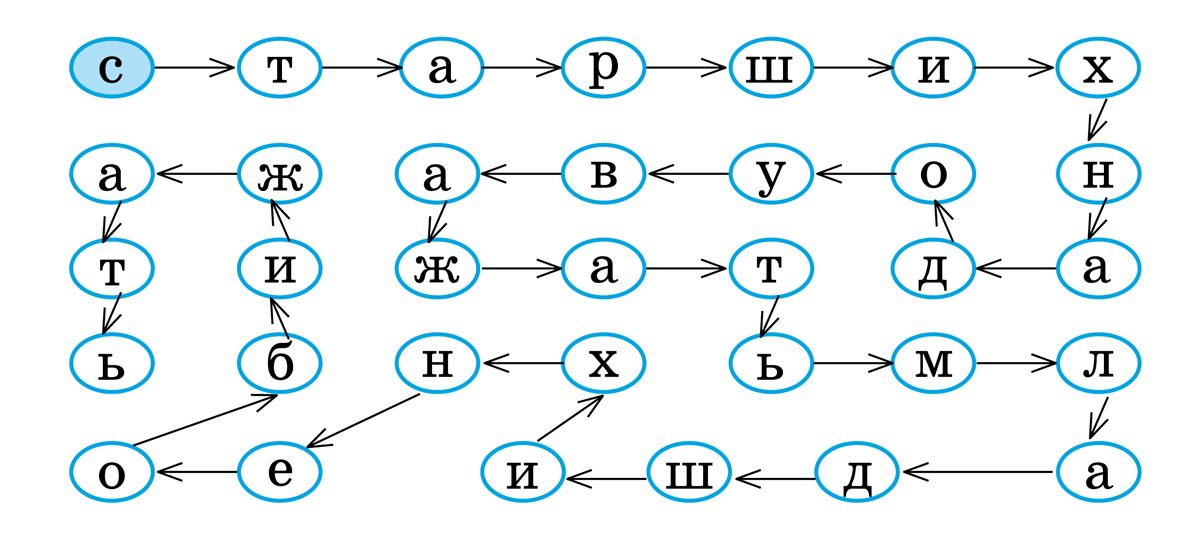 с т а р ш и х
а ж а в у о н
т и ж а т д а
ь б н х ь м л
о е и ш д а